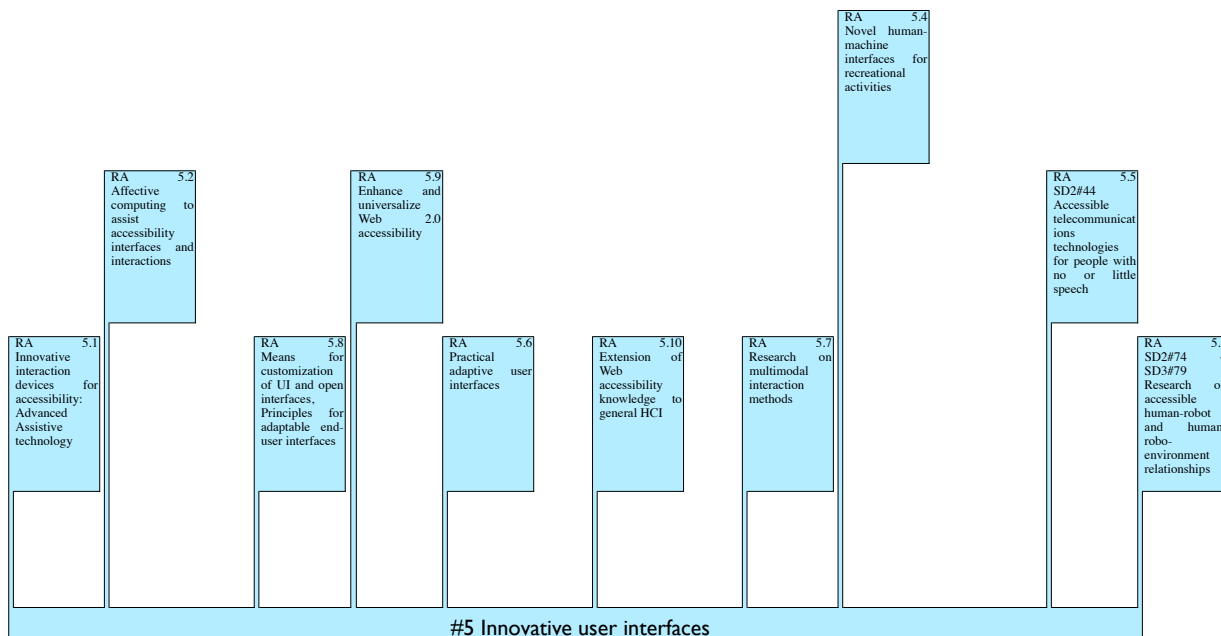 RA 5.4
Novel human-
machine
interfaces for
recreational
activities
RA 5.2
Affective
computing to
assist
accessibility
interfaces and
interactions
RA 5.9
Enhance and
universalize
Web 2.0
accessibility
RA 5.5
SD2#44
Accessible
telecommunicat
ions
technologies
for people with
no or little
speech
RA 5.1
Innovative
interaction
devices for
accessibility:
Advanced
Assistive
technology
RA 5.8
Means for
customization
of UI and open
interfaces,
Principles for
adaptable end-
user interfaces
RA 5.6
Practical
adaptive user
interfaces
RA 5.10
Extension of
Web
accessibility
knowledge to
general HCI
RA 5.7
Research on
multimodal
interaction
methods
RA 5.
SD2#74
SD3#79
Research
accessible
human-robot
and human
robo-
environment
relationships
#5 Innovative user interfaces